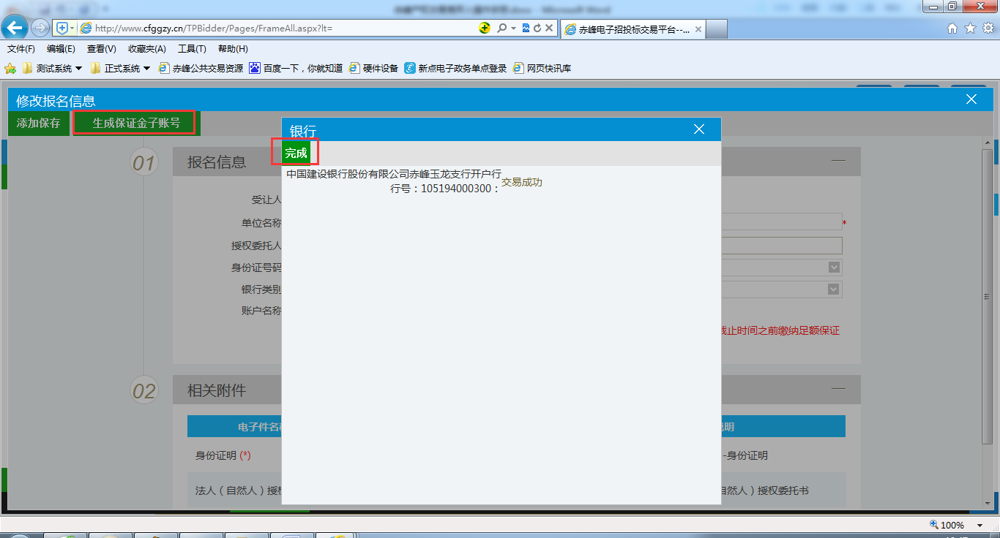 http://www.cfggzy.cn/TPBidder/Pages/FrameAll.aspx?lt=
赤峰电子招投标交易平台--...
文件(F) 编辑(E) 查看(V) 收藏夹(A) 工具(T) 帮助(H)
测试系统 正式系统 赤峰公共交易资源 百度一下，你就知道 硬件设备 新点电子政务单点登录 网页快讯库
修改报名信息
添加保存 生成保证金子账号
银行
完成
中国建设银行股份有限公司赤峰玉龙支行开户行
行号：105194000300：
交易成功
01 报名信息
受让人
单位名称
*
授权委托人
身份证号码
银行类别
账户名称
止时间之前缴纳足额保证
02 相关附件
电子件名
明
身份证明 (*)
-身份证明
法人（自然人）授
然人）授权委托书
100%